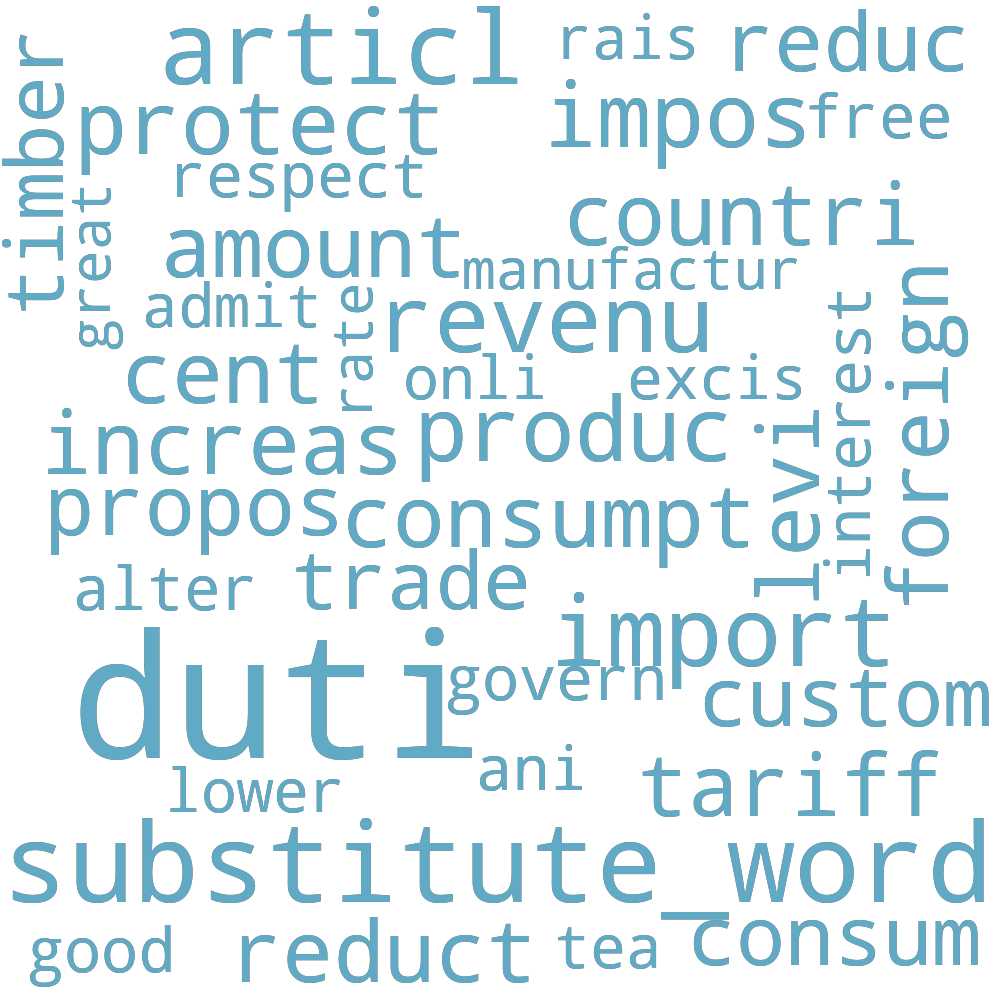 articl
rais
reduc
timber
protect
impos
free
respect
great
countri
amount
manufactur
admit
rate
revenu
foreign
interest
cent
onli
excis
increas
produc
levi
propos
consumpt
alter
trade
import
duti
govern
custom
ani
lower
tariff
substitute_word
good
reduct
tea
consum